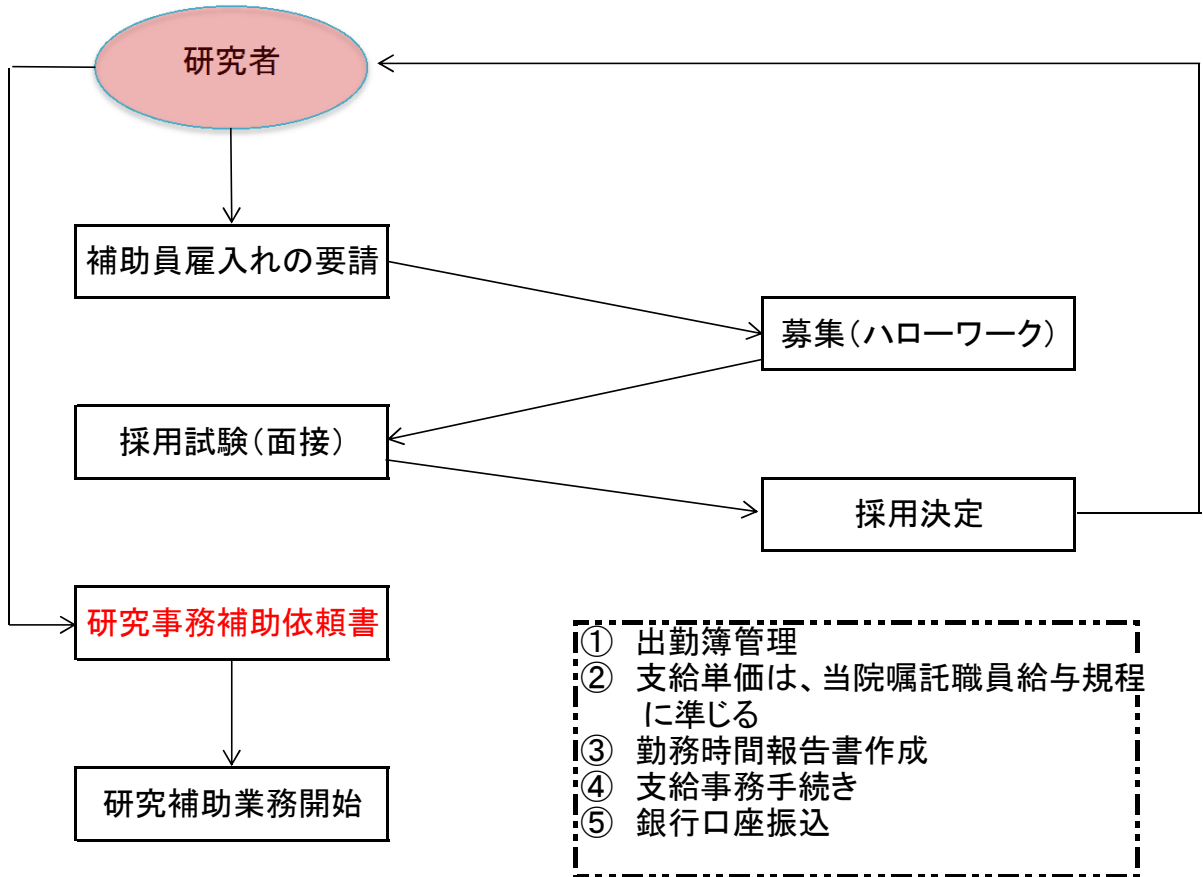 研究者
補助員雇入れの要請
募集(ハローワーク)
採用試験(面接)
採用決定
研究事務補助依頼書
研究補助業務開始
① 出勤簿管理
② 支給単価は、当院嘱託職員給与規程
に準じる
③ 勤務時間報告書作成
④ 支給事務手続き
⑤ 銀行口座振込